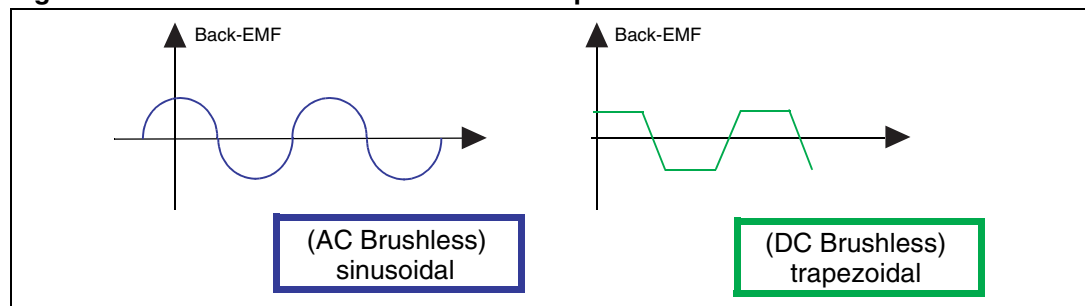 Back-EMF
Back-EMF
(AC Brushless)
sinusoidal
(DC Brushless)
trapezoidal